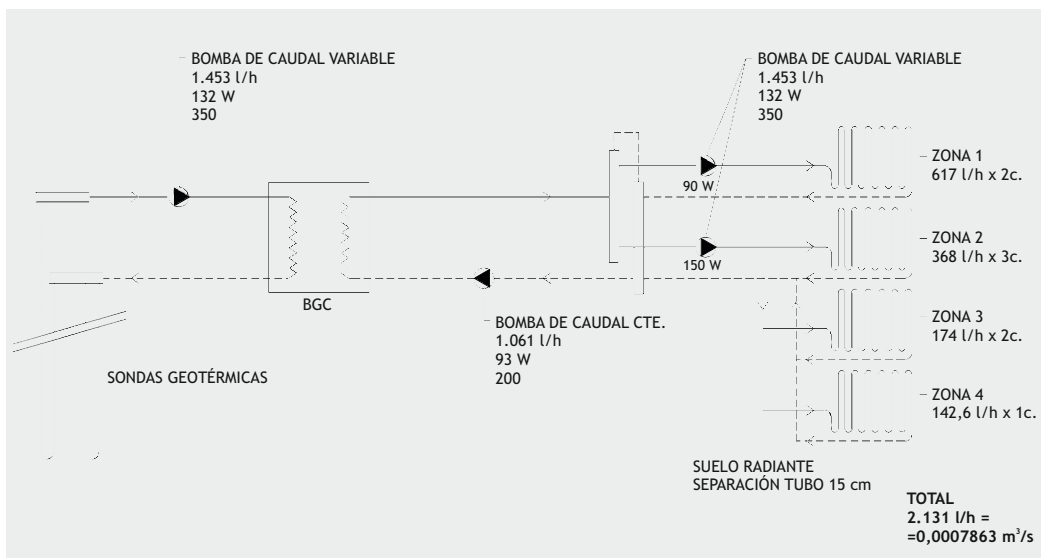 BOMBA DE CAUDAL VARIABLE
1.453 l/h
132 W
350
BOMBA DE CAUDAL VARIABLE
1.453 l/h
132 W
350
90 W
150 W
ZONA 1
617 l/h x 2c.
ZONA 2
368 l/h x 3c.
ZONA 3
174 l/h x 2c.
ZONA 4
142,6 l/h x 1c.
BGC
BOMBA DE CAUDAL CTE.
1.061 l/h
93 W
200
SONDAS GEOTÉRMICAS
SUELO RADIANTE
SEPARACIÓN TUBO 15 cm
TOTAL
2.131 l/h =
=0,0007863 m³/s